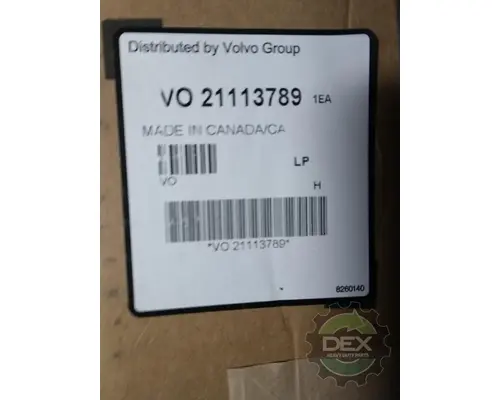 Distributed by Volvo Group
VO 21113789 1EA
MADE IN CANADA/CA
LP
VO
H
*VO 21113789*
8260140
DEX